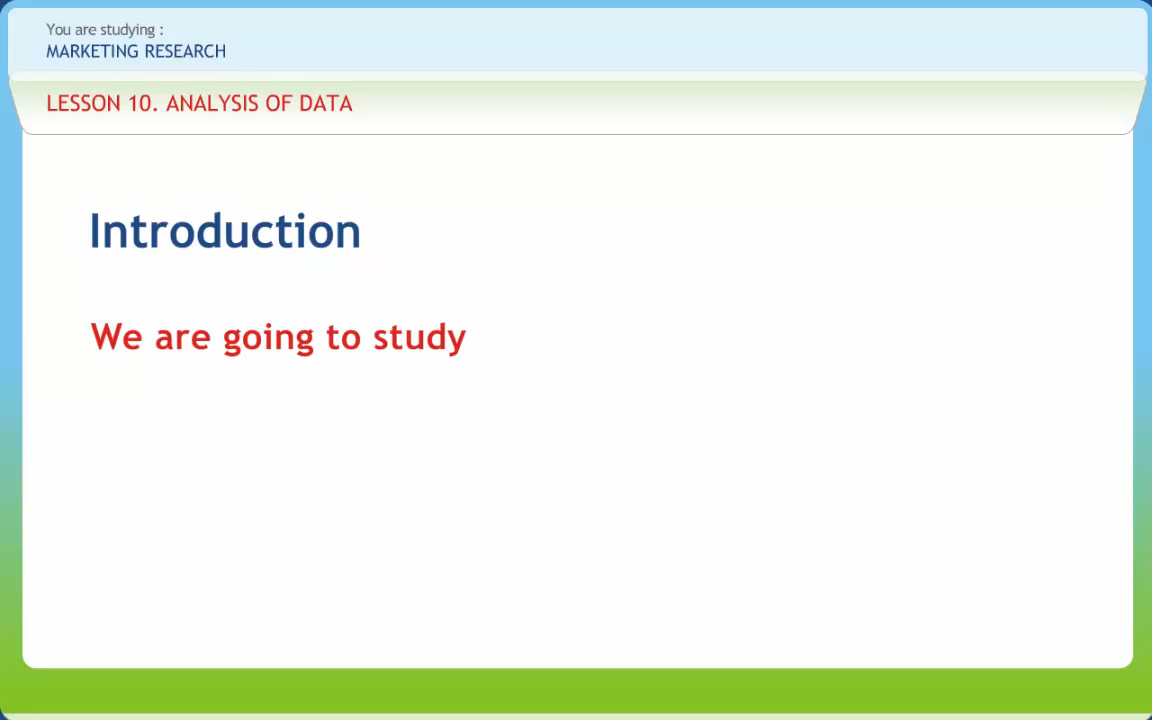 You are studying :
MARKETING RESEARCH
LESSON 10. ANALYSIS OF DATA
Introduction
We are going to study